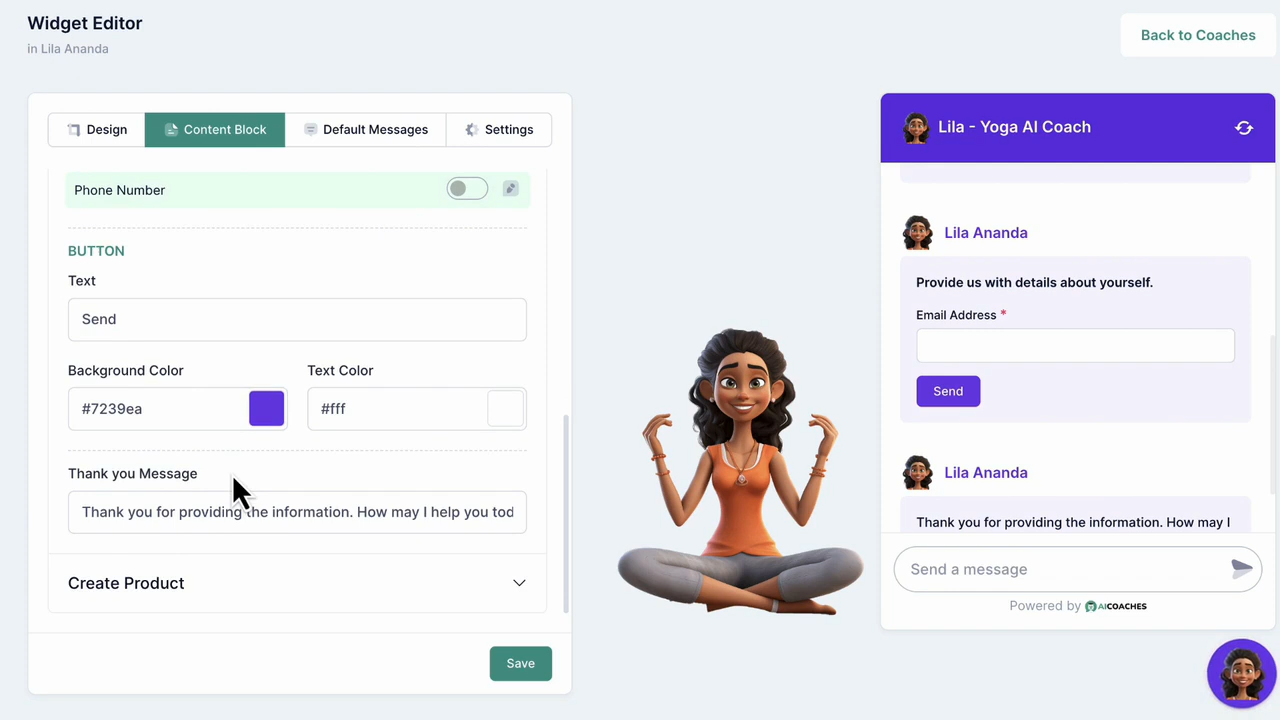 Widget Editor
in Lila Ananda
Back to Coaches
Design
Content Block
Default Messages
Settings
Phone Number
BUTTON
Text
Send
Background Color
Text Color
#7239ea
#fff
Thank you Message
Thank you for providing the information. How may I help you tod
Create Product
Save
Lila - Yoga AI Coach
Lila Ananda
Provide us with details about yourself.
Email Address *
Send
Lila Ananda
Thank you for providing the information. How may I
Send a message
Powered by AICOACHES